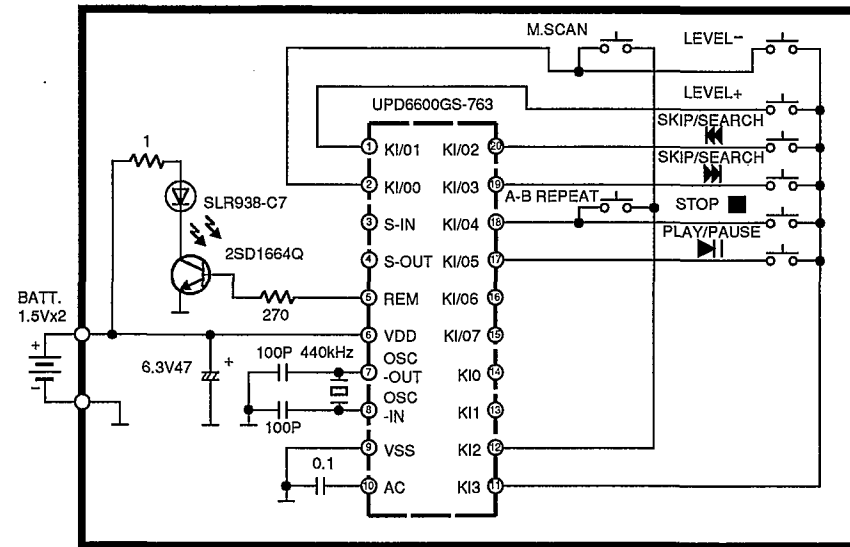 M.SCAN
LEVEL-
LEVEL+
UPD6600GS-763
SKIP/SEARCH
SKIP/SEARCH
A-B REPEAT
STOP
PLAY/PAUSE
1
SLR938-C7
2SD1664Q
270
BATT.
1.5Vx2
+
-
6.3V47
+
100P
440kHz
100P
0.1
1 KI/01
2 KI/00
3 S-IN
4 S-OUT
5 REM
6 VDD
7 OSC
-OUT
8 OSC
-IN
9 VSS
10 AC
KI/02 20
KI/03 19
KI/04 18
KI/05 17
KI/06 16
KI/07 15
KI0 14
KI1 13
KI2 12
KI3 11